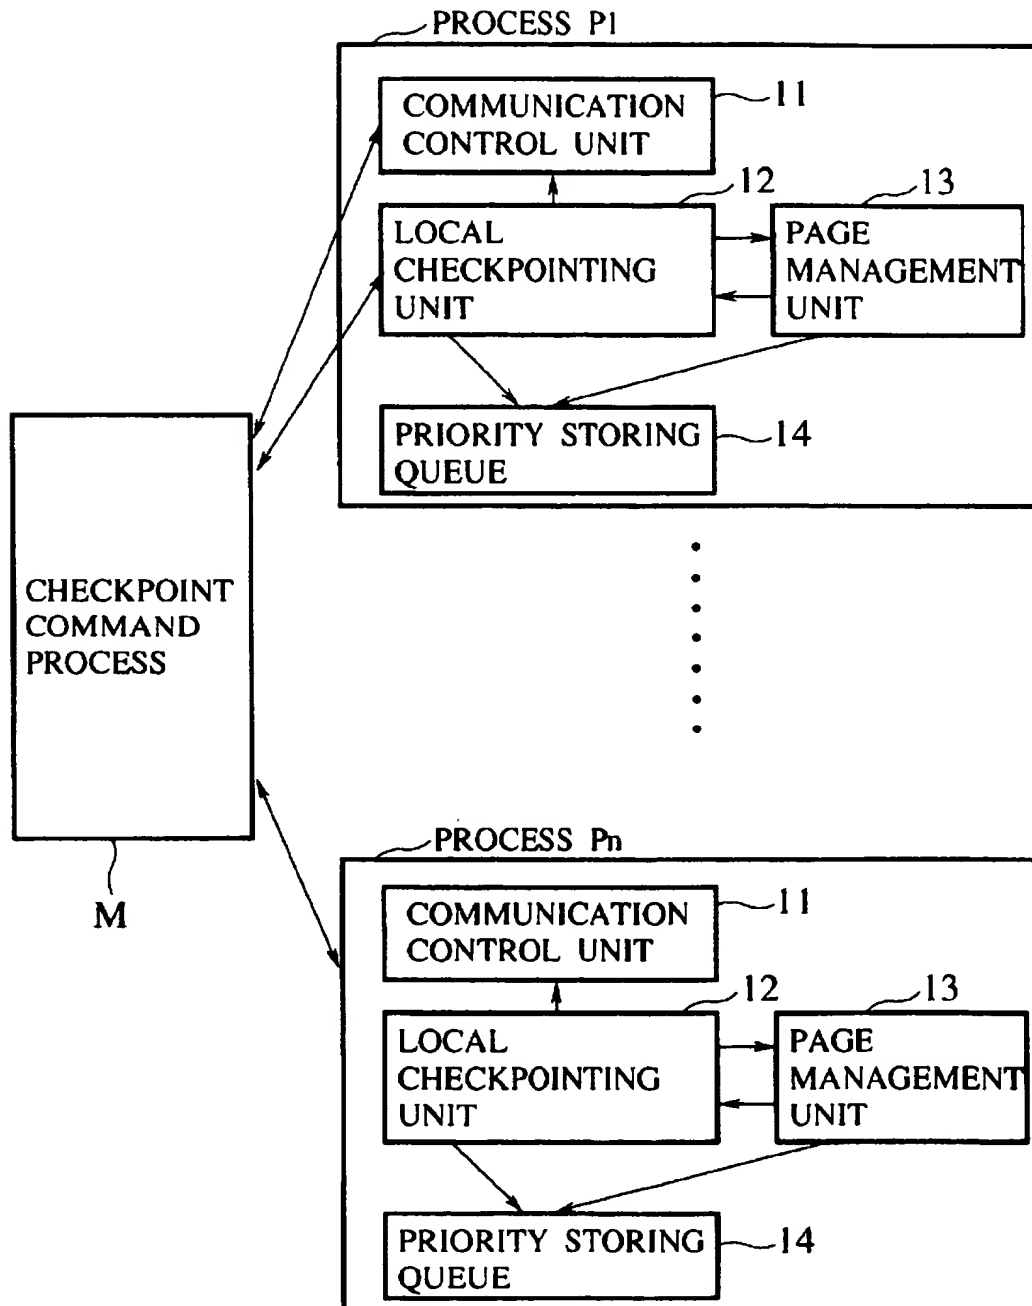 PROCESS P1
COMMUNICATION
CONTROL UNIT
11
LOCAL
CHECKPOINTING
UNIT
12
PAGE
MANAGEMENT
UNIT
13
PRIORITY STORING
QUEUE
14
CHECKPOINT
COMMAND
PROCESS
M
PROCESS Pn
COMMUNICATION
CONTROL UNIT
11
LOCAL
CHECKPOINTING
UNIT
12
PAGE
MANAGEMENT
UNIT
13
PRIORITY STORING
QUEUE
14